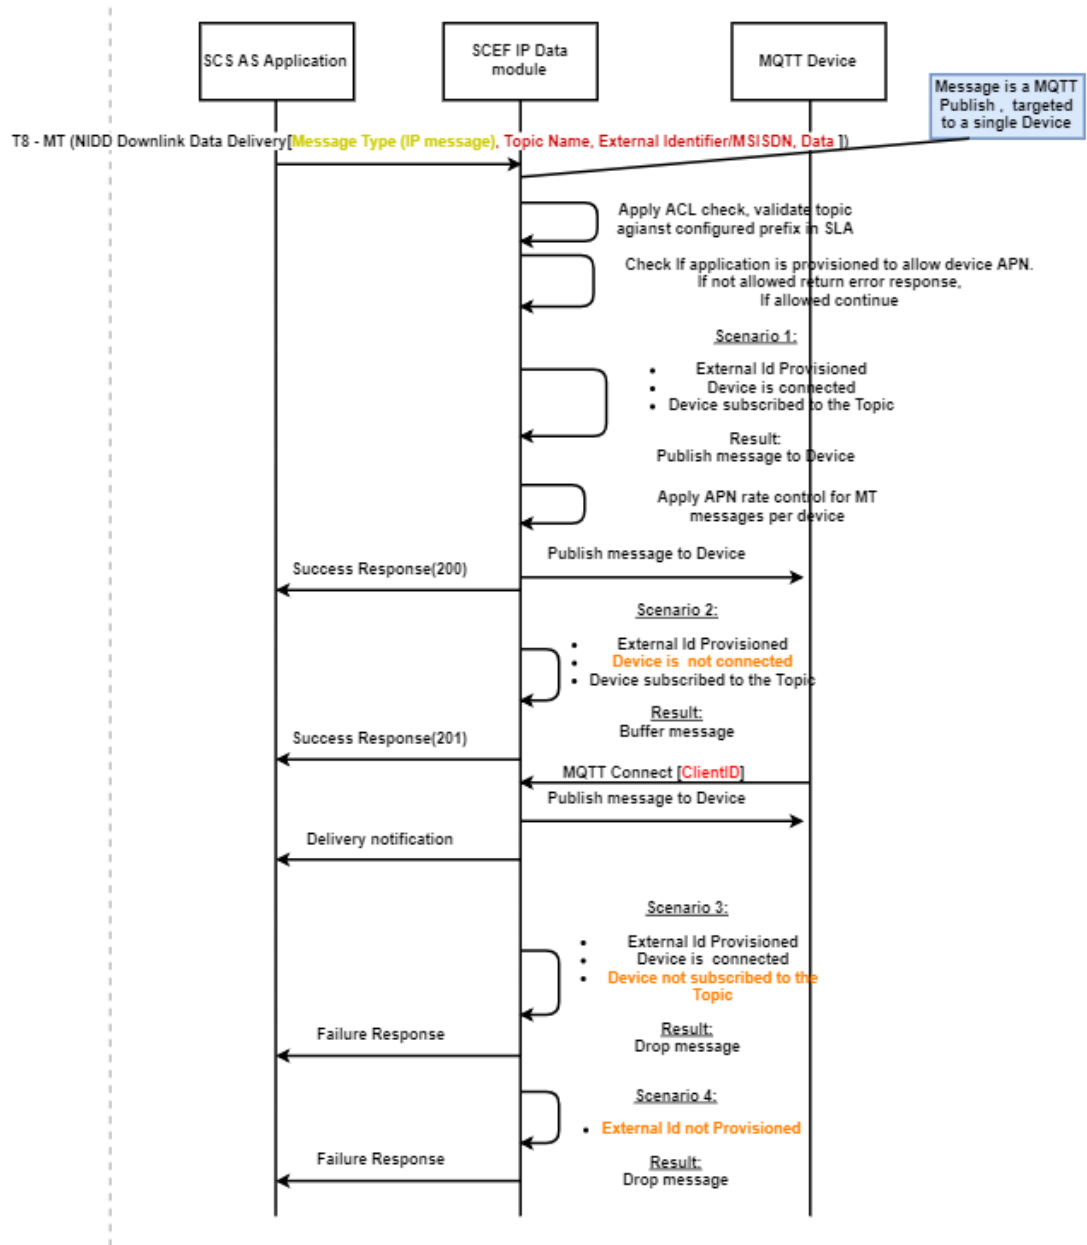 SCS AS Application
SCEF IP Data
module
MQTT Device
Message is a MQTT
Publish , targeted
to a single Device
T8 - MT (NIDD Downlink Data Delivery[Message Type (IP message), Topic Name, External Identifier/MSISDN, Data ])
Apply ACL check, validate topic
agianst configured prefix in SLA
Check If application is provisioned to allow device APN.
If not allowed return error response,
If allowed continue
Scenario 1:
• External Id Provisioned
• Device is connected
• Device subscribed to the Topic
Result:
Publish message to Device
Apply APN rate control for MT
messages per device
Publish message to Device
Success Response(200)
Scenario 2:
• External Id Provisioned
• Device is not connected
• Device subscribed to the Topic
Result:
Buffer message
Success Response(201)
MQTT Connect [ClientID]
Publish message to Device
Delivery notification
Scenario 3:
• External Id Provisioned
• Device is connected
• Device not subscribed to the
Topic
Result:
Drop message
Failure Response
Scenario 4:
• External Id not Provisioned
Result:
Drop message
Failure Response